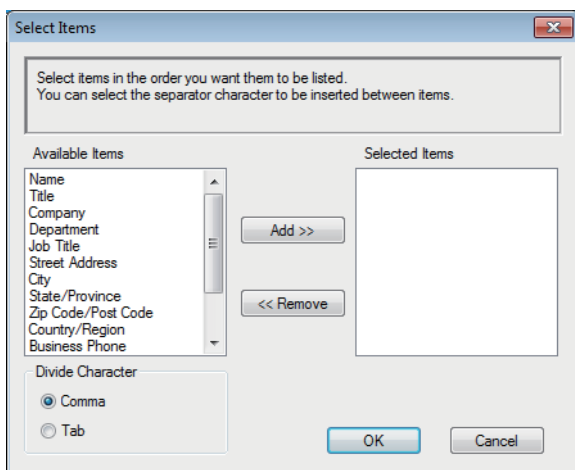 Select Items
Select items in the order you want them to be listed.
You can select the separator character to be inserted between items.
Available Items
Selected Items
Name
Title
Company
Department
Job Title
Street Address
City
State/Province
Zip Code/Post Code
Country/Region
Business Phone
Add >>
<< Remove
Divide Character
Comma
Tab
OK
Cancel